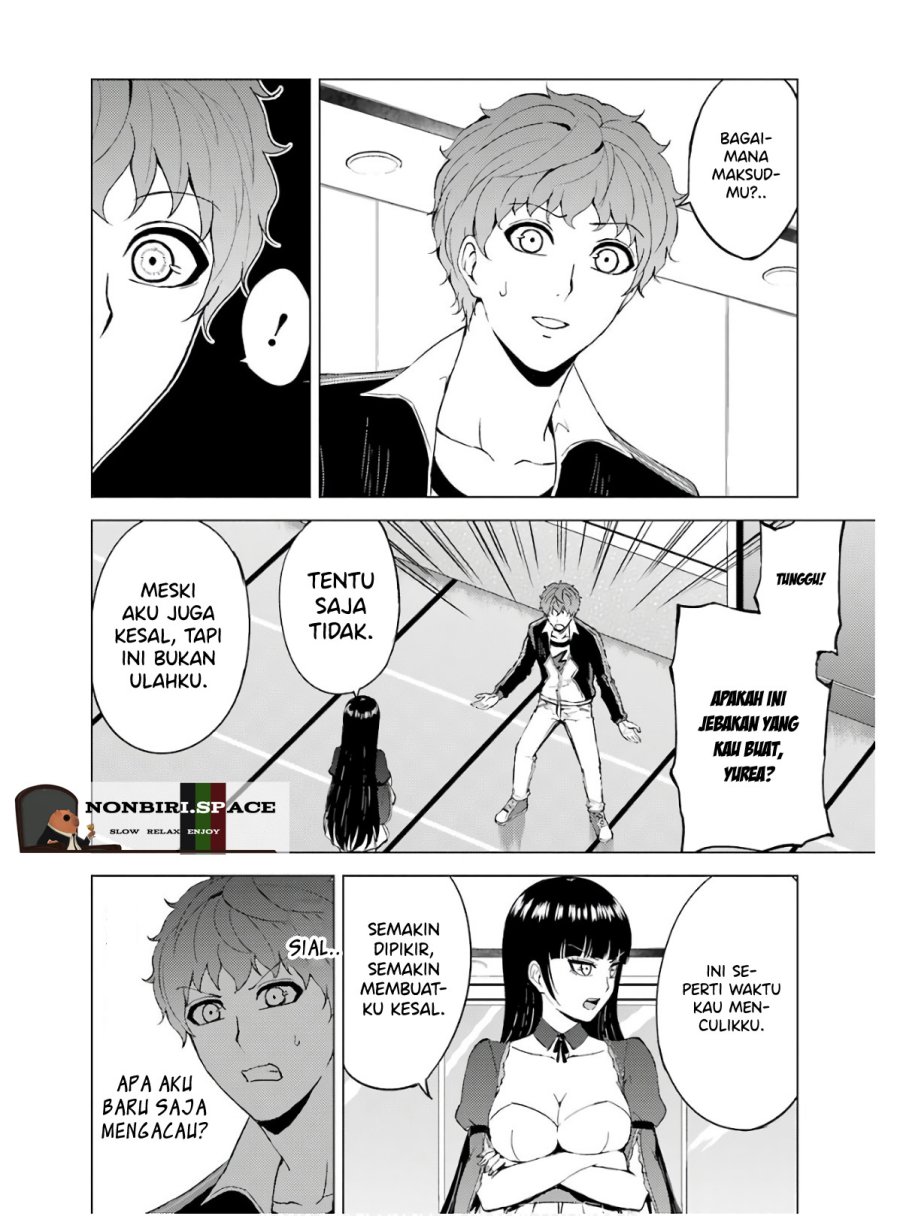 BAGAI-
MANA
MAKSUD-
MU?..
!
TUNGGU!
APAKAH INI
JEBAKAN YANG
KAU BUAT,
YUREA?
TENTU
SAJA
TIDAK.
MESKI
AKU JUGA
KESAL, TAPI
INI BUKAN
ULAHKU.
NONBIRI.SPACE
SLOW RELAX ENJOY
INI SE-
PERTI WAKTU
KAU MEN-
CULIKKU.
SEMAKIN
DIPIKIR,
SEMAKIN
MEMBUAT-
KU KESAL.
SIAL..
APA AKU
BARU SAJA
MENGACAU?